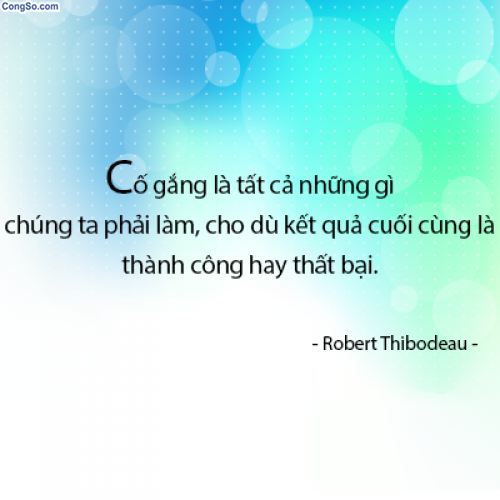 CongSo.com
Cố gắng là tất cả những gì
chúng ta phải làm, cho dù kết quả cuối cùng là
thành công hay thất bại.
- Robert Thibodeau -